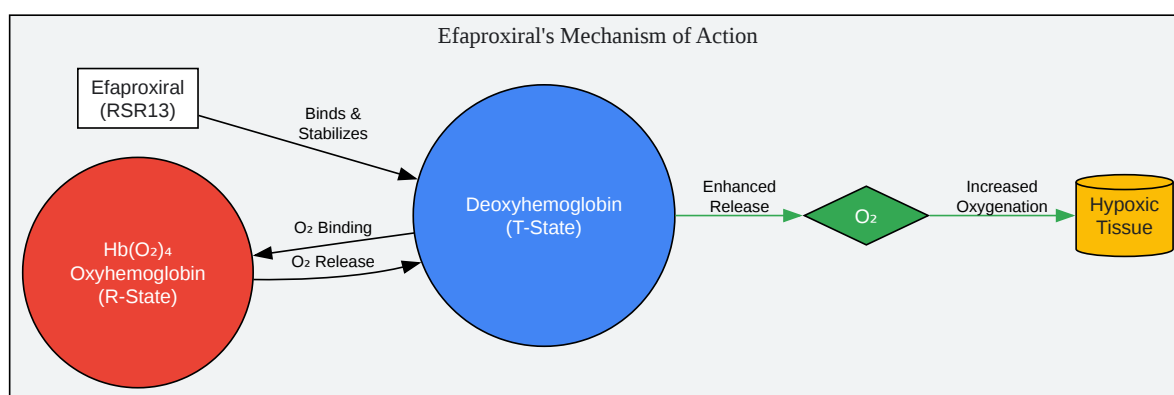 Efaproxiral's Mechanism of Action
Efaproxiral
(RSR13)
Binds &
Stabilizes
Deoxyhemoglobin
(T-State)
Enhanced
Release
O₂
Increased
Oxygenation
Hypoxic
Tissue
O₂ Binding
O₂ Release
Hb(O₂)₄
Oxyhemoglobin
(R-State)